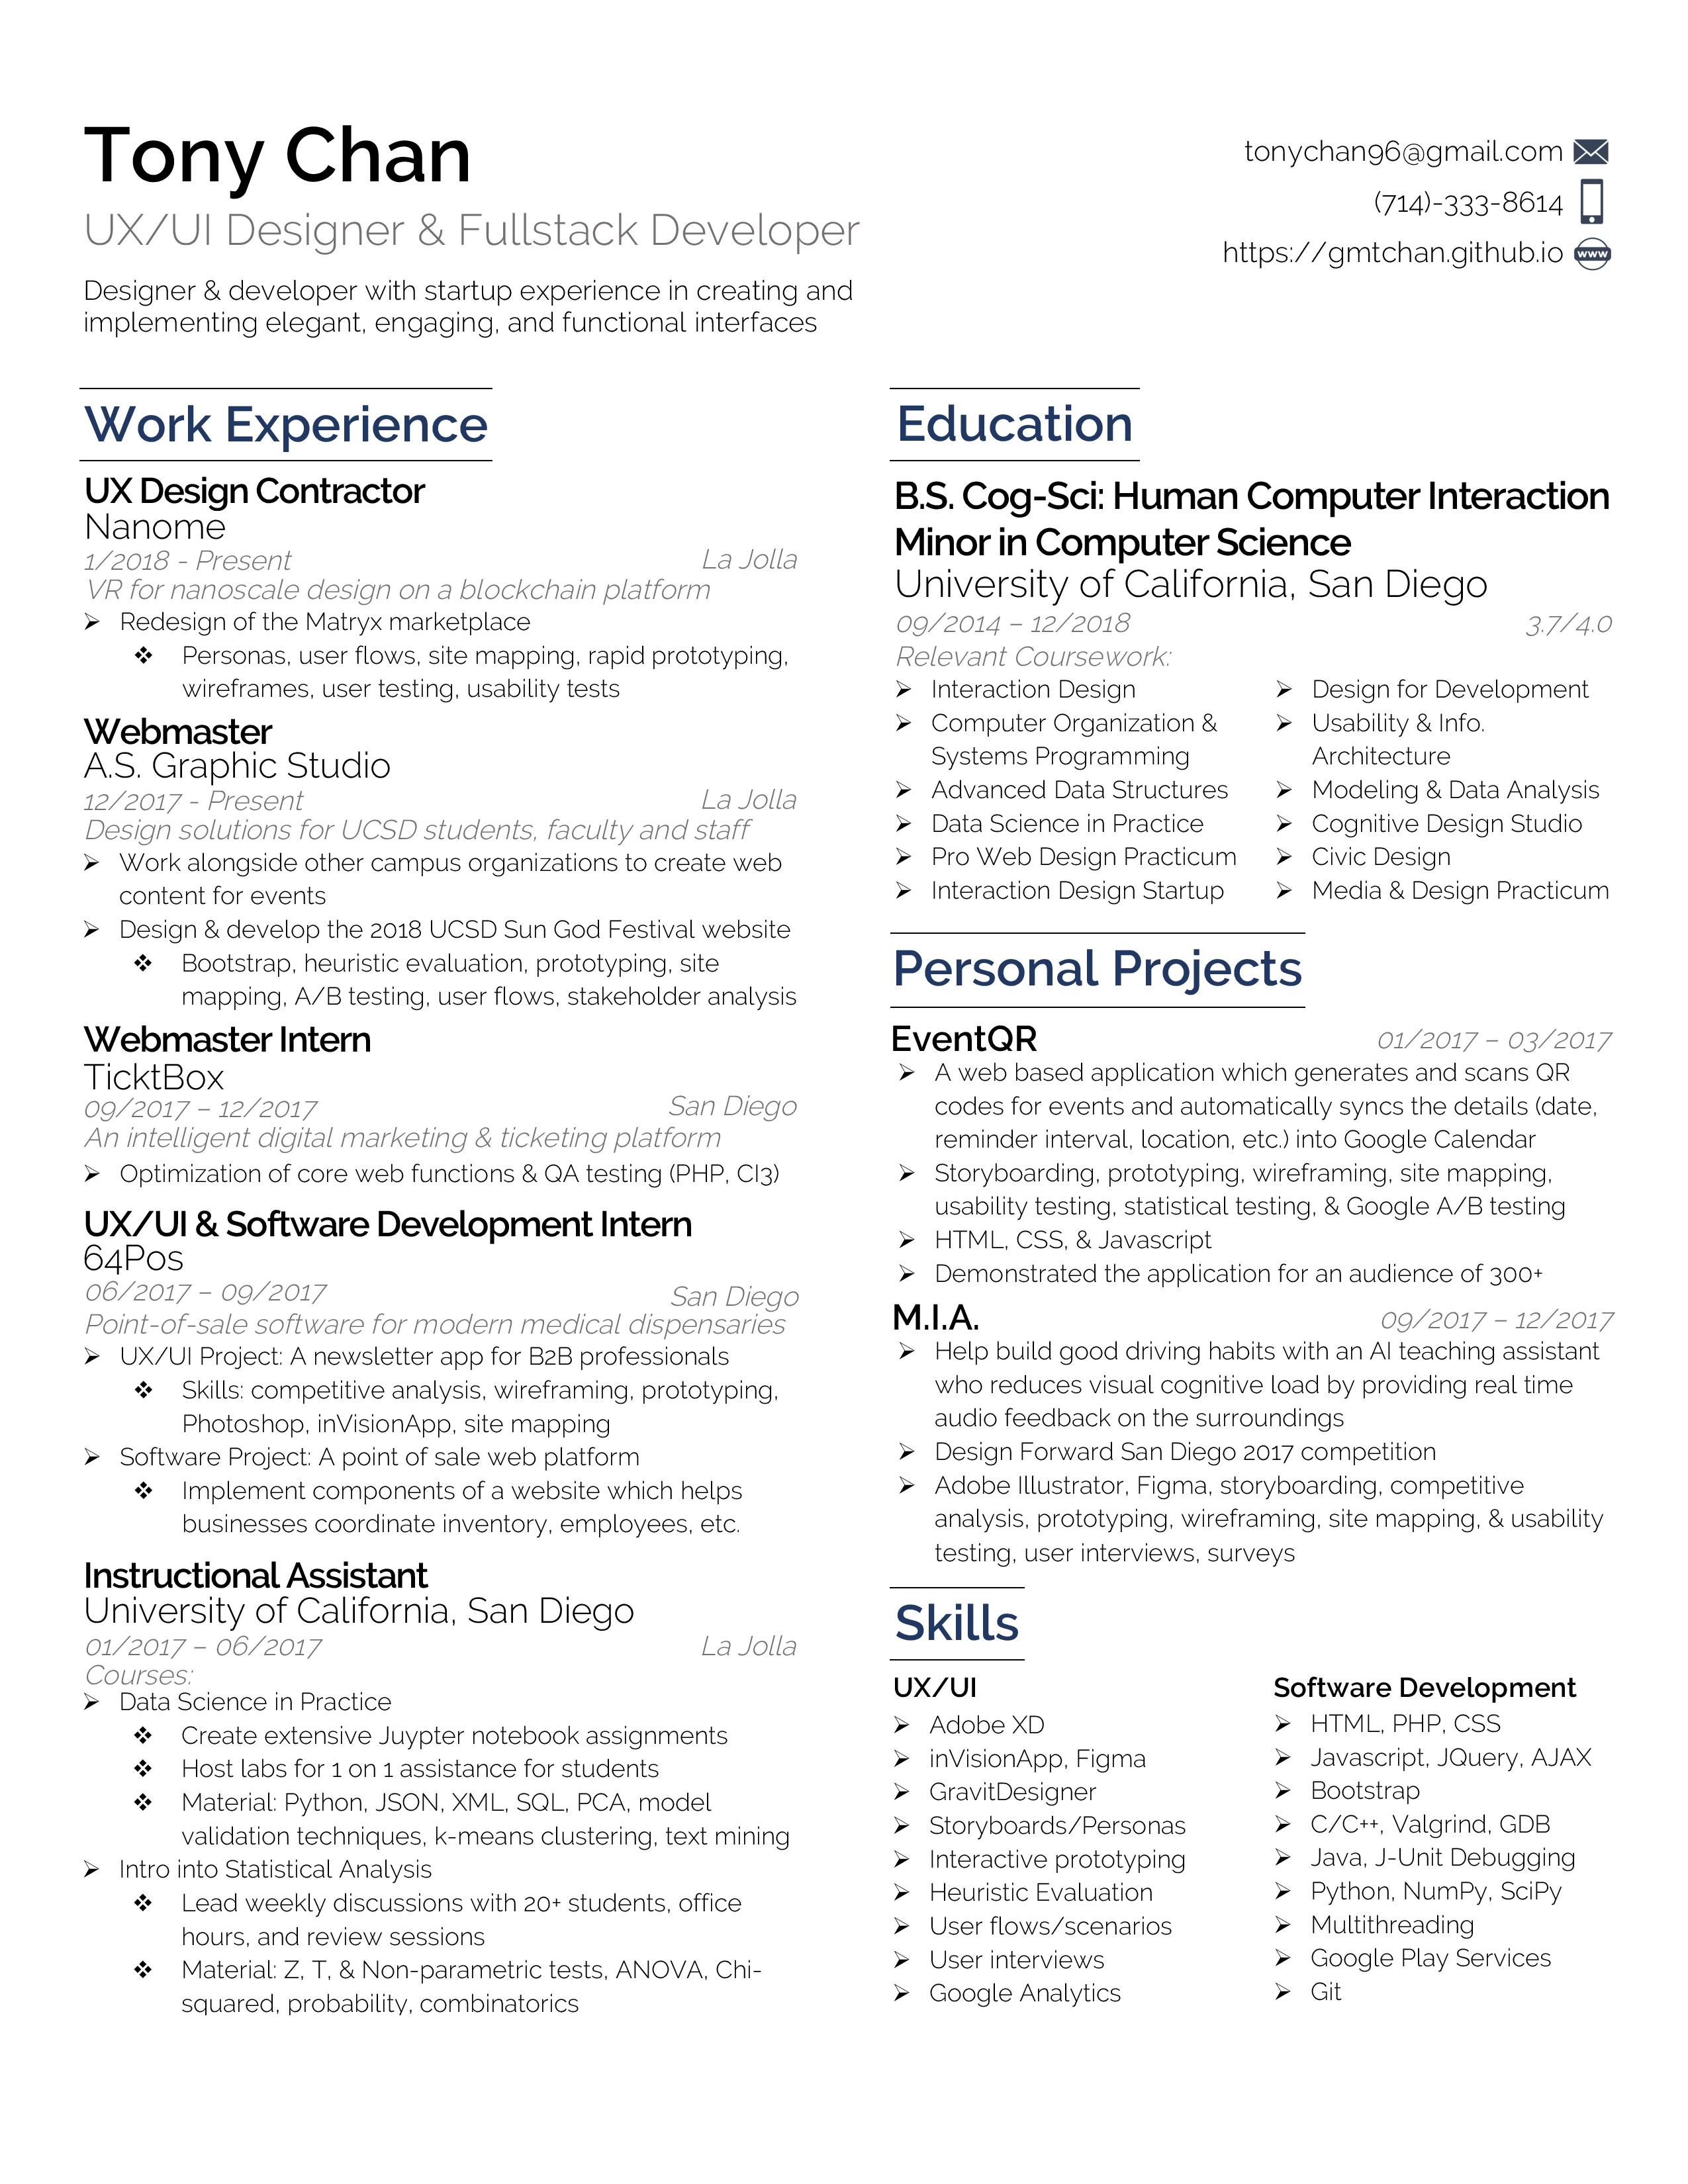 Tony Chan
UX/UI Designer & Fullstack Developer
Designer & developer with startup experience in creating and
implementing elegant, engaging, and functional interfaces
tonychan96@gmail.com
(714)-333-8614
https://gmtchan.github.io
www
Work Experience
UX Design Contractor
Nanome
1/2018 - Present La Jolla
VR for nanoscale design on a blockchain platform
➢ Redesign of the Matryx marketplace
❖ Personas, user flows, site mapping, rapid prototyping,
wireframes, user testing, usability tests
Webmaster
A.S. Graphic Studio
12/2017 - Present La Jolla
Design solutions for UCSD students, faculty and staff
➢ Work alongside other campus organizations to create web
content for events
➢ Design & develop the 2018 UCSD Sun God Festival website
❖ Bootstrap, heuristic evaluation, prototyping, site
mapping, A/B testing, user flows, stakeholder analysis
Webmaster Intern
TicktBox
09/2017 – 12/2017 San Diego
An intelligent digital marketing & ticketing platform
➢ Optimization of core web functions & QA testing (PHP, CI3)
UX/UI & Software Development Intern
64Pos
06/2017 – 09/2017 San Diego
Point-of-sale software for modern medical dispensaries
➢ UX/UI Project: A newsletter app for B2B professionals
❖ Skills: competitive analysis, wireframing, prototyping,
Photoshop, inVisionApp, site mapping
➢ Software Project: A point of sale web platform
❖ Implement components of a website which helps
businesses coordinate inventory, employees, etc.
Instructional Assistant
University of California, San Diego
01/2017 – 06/2017 La Jolla
Courses:
➢ Data Science in Practice
❖ Create extensive Juypter notebook assignments
❖ Host labs for 1 on 1 assistance for students
❖ Material: Python, JSON, XML, SQL, PCA, model
validation techniques, k-means clustering, text mining
➢ Intro into Statistical Analysis
❖ Lead weekly discussions with 20+ students, office
hours, and review sessions
❖ Material: Z, T, & Non-parametric tests, ANOVA, Chi-
squared, probability, combinatorics
Education
B.S. Cog-Sci: Human Computer Interaction
Minor in Computer Science
University of California, San Diego
09/2014 – 12/2018 3.7/4.0
Relevant Coursework:
➢ Interaction Design
➢ Computer Organization &
Systems Programming
➢ Advanced Data Structures
➢ Data Science in Practice
➢ Pro Web Design Practicum
➢ Interaction Design Startup
➢ Design for Development
➢ Usability & Info.
Architecture
➢ Modeling & Data Analysis
➢ Cognitive Design Studio
➢ Civic Design
➢ Media & Design Practicum
Personal Projects
EventQR 01/2017 – 03/2017
➢ A web based application which generates and scans QR
codes for events and automatically syncs the details (date,
reminder interval, location, etc.) into Google Calendar
➢ Storyboarding, prototyping, wireframing, site mapping,
usability testing, statistical testing, & Google A/B testing
➢ HTML, CSS, & Javascript
➢ Demonstrated the application for an audience of 300+
M.I.A. 09/2017 – 12/2017
➢ Help build good driving habits with an AI teaching assistant
who reduces visual cognitive load by providing real time
audio feedback on the surroundings
➢ Design Forward San Diego 2017 competition
➢ Adobe Illustrator, Figma, storyboarding, competitive
analysis, prototyping, wireframing, site mapping, & usability
testing, user interviews, surveys
Skills
UX/UI
➢ Adobe XD
➢ inVisionApp, Figma
➢ GravitDesigner
➢ Storyboards/Personas
➢ Interactive prototyping
➢ Heuristic Evaluation
➢ User flows/scenarios
➢ User interviews
➢ Google Analytics
Software Development
➢ HTML, PHP, CSS
➢ Javascript, JQuery, AJAX
➢ Bootstrap
➢ C/C++, Valgrind, GDB
➢ Java, J-Unit Debugging
➢ Python, NumPy, SciPy
➢ Multithreading
➢ Google Play Services
➢ Git